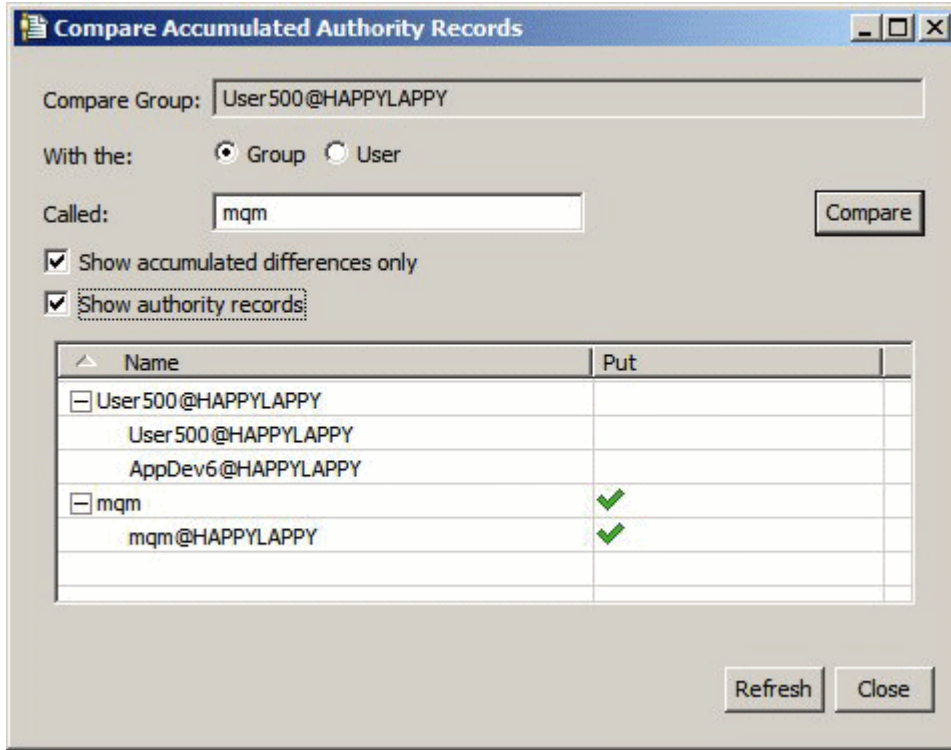 Compare Accumulated Authority Records
Compare Group: User500@HAPPYLAPPY
With the: Group User
Called: mqm Compare
Show accumulated differences only
Show authority records
Name Put
User500@HAPPYLAPPY
User500@HAPPYLAPPY
AppDev6@HAPPYLAPPY
mqm
mqm@HAPPYLAPPY
Refresh Close